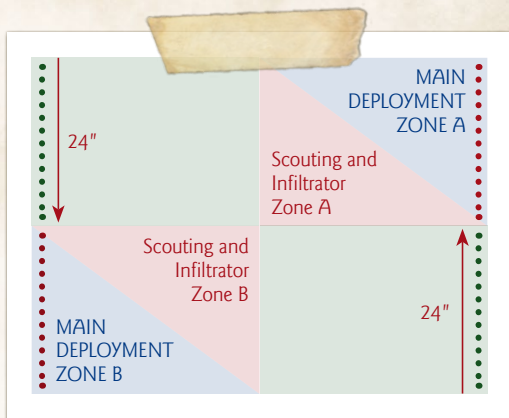 MAIN
DEPLOYMENT
ZONE A
24"
Scouting and
Infiltrator
Zone A
Scouting and
Infiltrator
Zone B
24"
MAIN
DEPLOYMENT
ZONE B